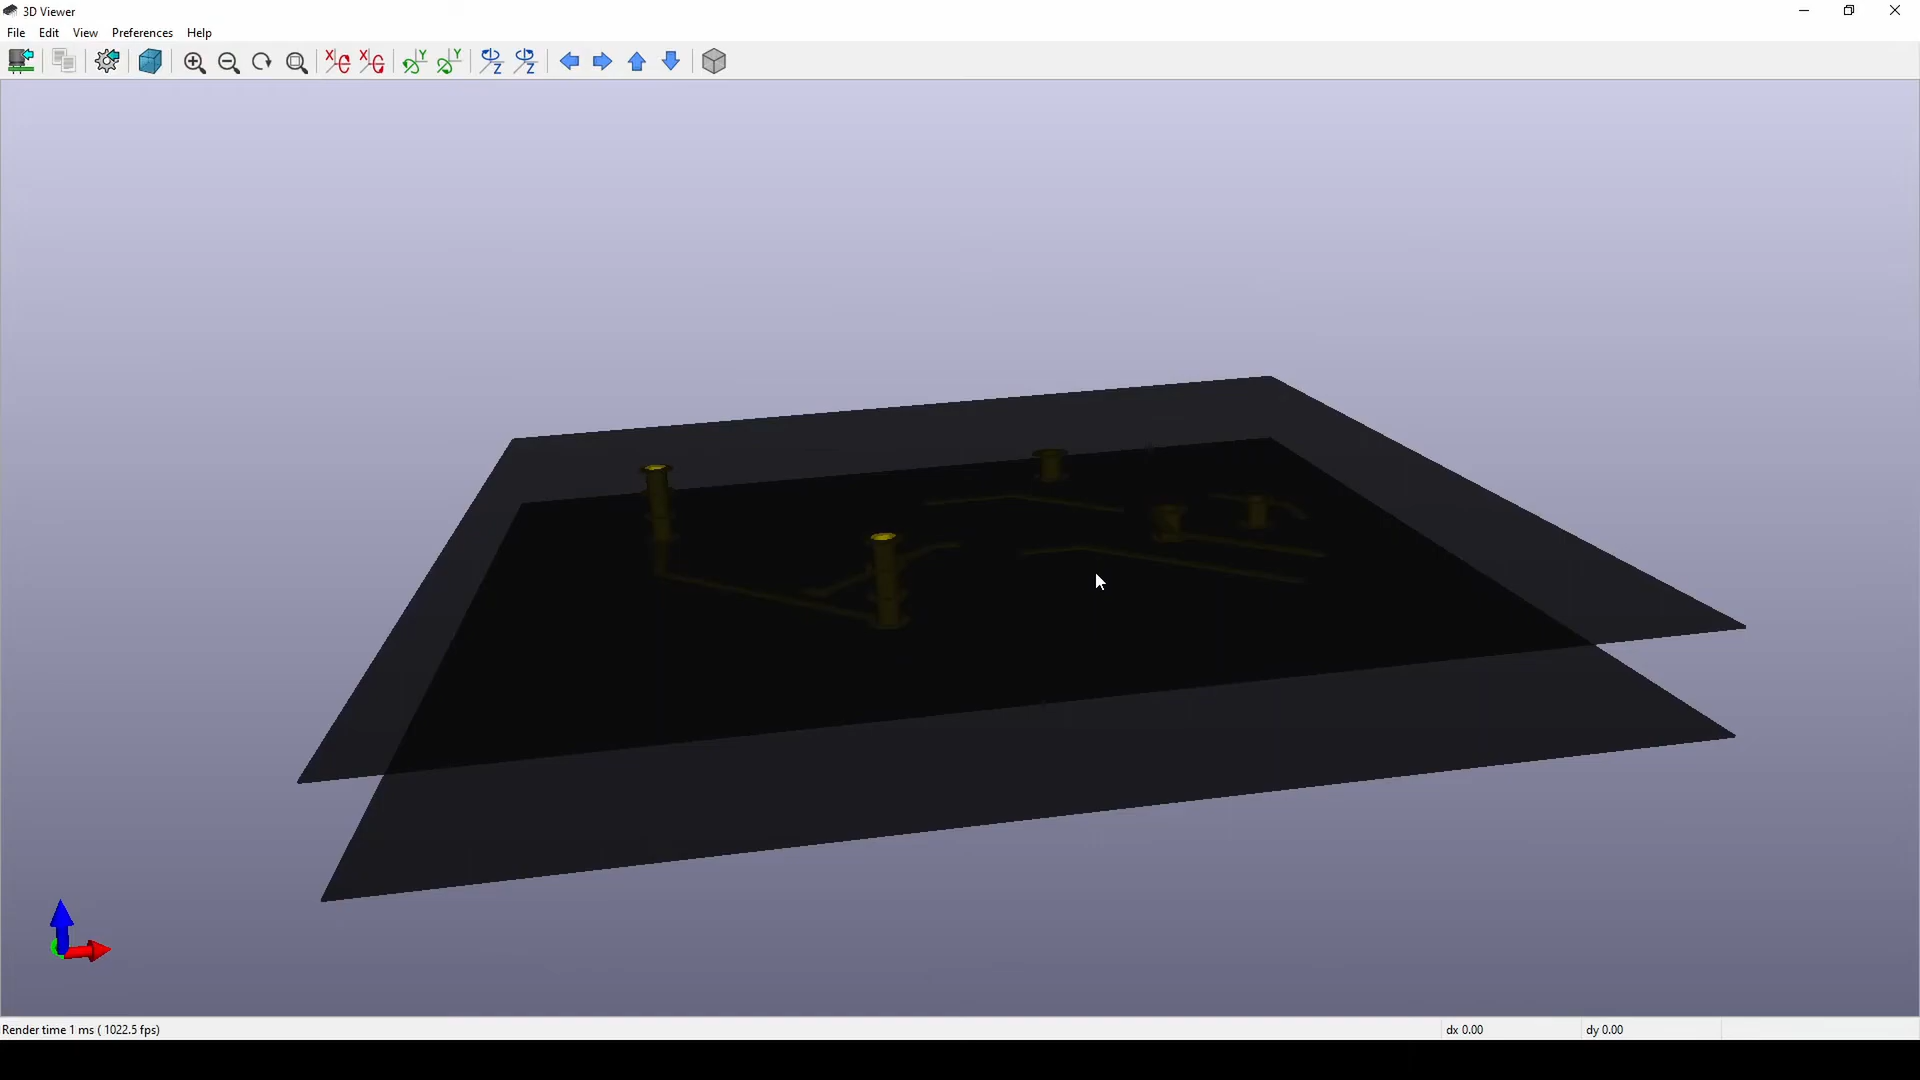 3D Viewer
File Edit View Preferences Help
X X Y Y Z Z
Render time 1 ms ( 1022.5 fps) dx 0.00 dy 0.00